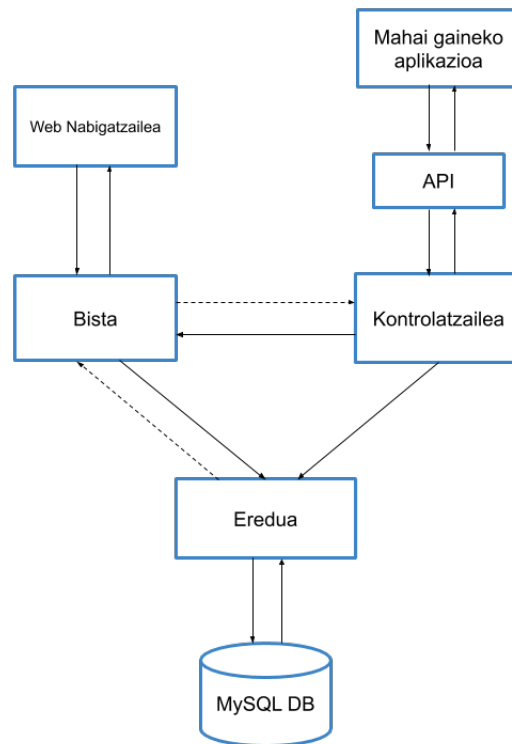 Mahai gaineko
aplikazioa
Web Nabigatzailea
API
Bista
Kontrolatzailea
Eredua
MySQL DB